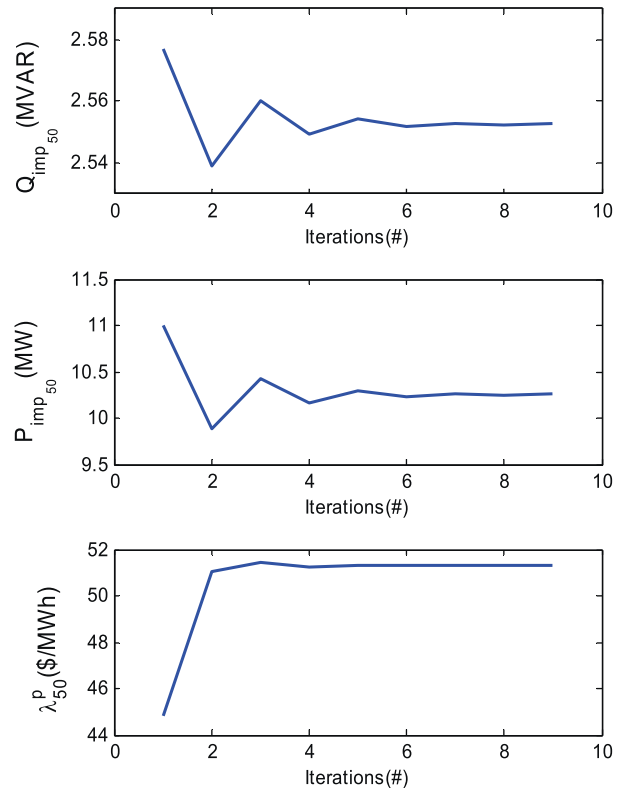 Q_imp_50 (MVAR)
2.58
2.56
2.54
0 2 4 6 8 10
Iterations(#)
P_imp_50 (MW)
11.5
11
10.5
10
9.5
0 2 4 6 8 10
Iterations(#)
λ^p_50($/MWh)
52
50
48
46
44
0 2 4 6 8 10
Iterations(#)